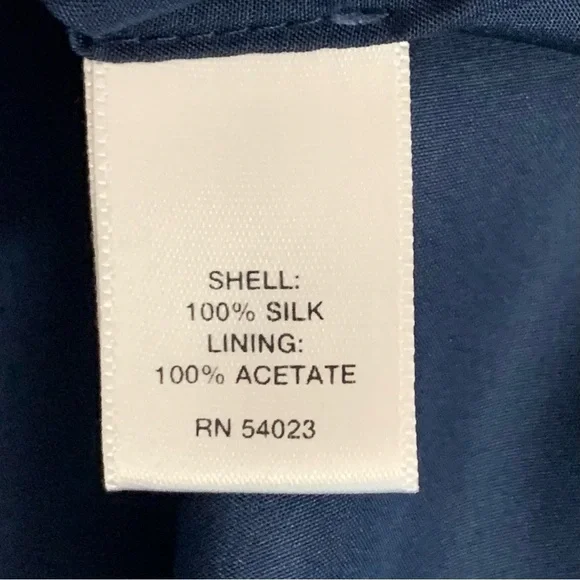 SHELL:
100% SILK
LINING:
100% ACETATE
RN 54023